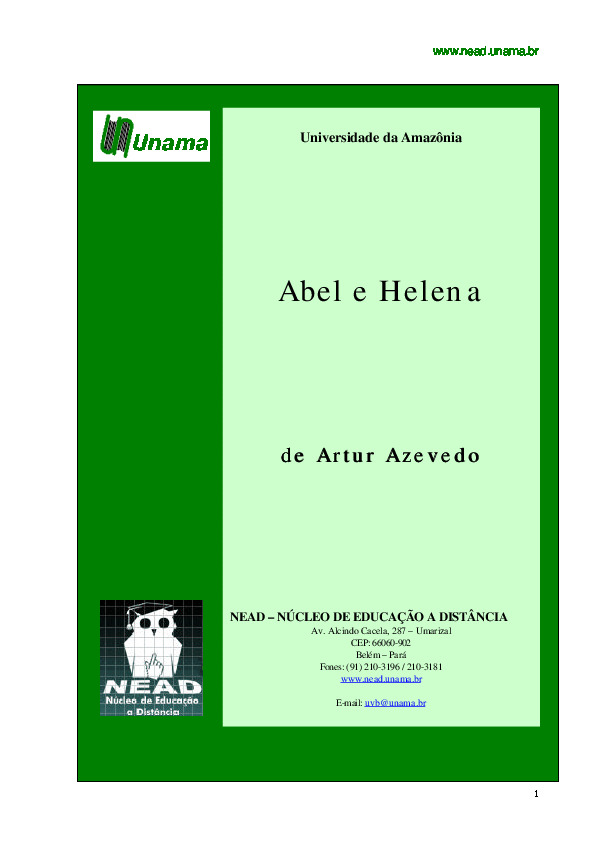 www.nead.unama.br
Unama
Universidade da Amazônia
Abel e Helena
de Artur Azevedo
NEAD
Núcleo de Educação
a Distância
NEAD – NÚCLEO DE EDUCAÇÃO A DISTÂNCIA
Av. Alcindo Cacela, 287 – Umarizal
CEP: 66060-902
Belém – Pará
Fones: (91) 210-3196 / 210-3181
www.nead.unama.br
E-mail: uvb@unama.br
1